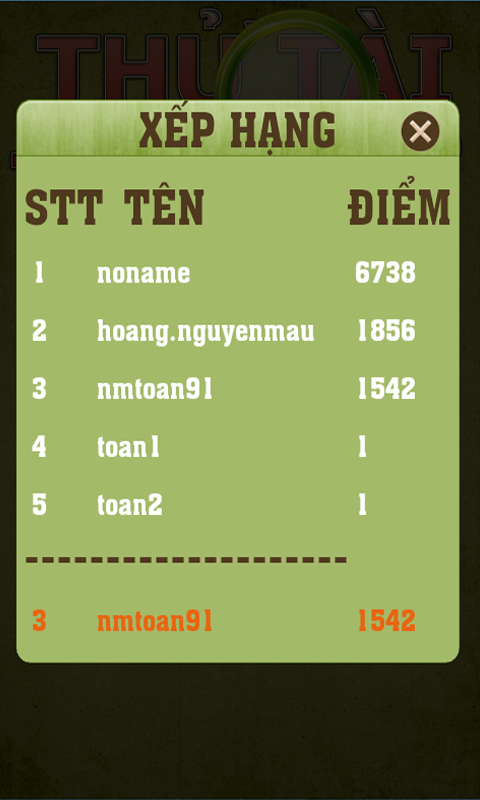 THỬ TÀI
XẾP HẠNG
STT TÊN ĐIỂM
1 noname 6738
2 hoang.nguyenmau 1856
3 nmtoan91 1542
4 toan1 1
5 toan2 1
--------------------
3 nmtoan91 1542